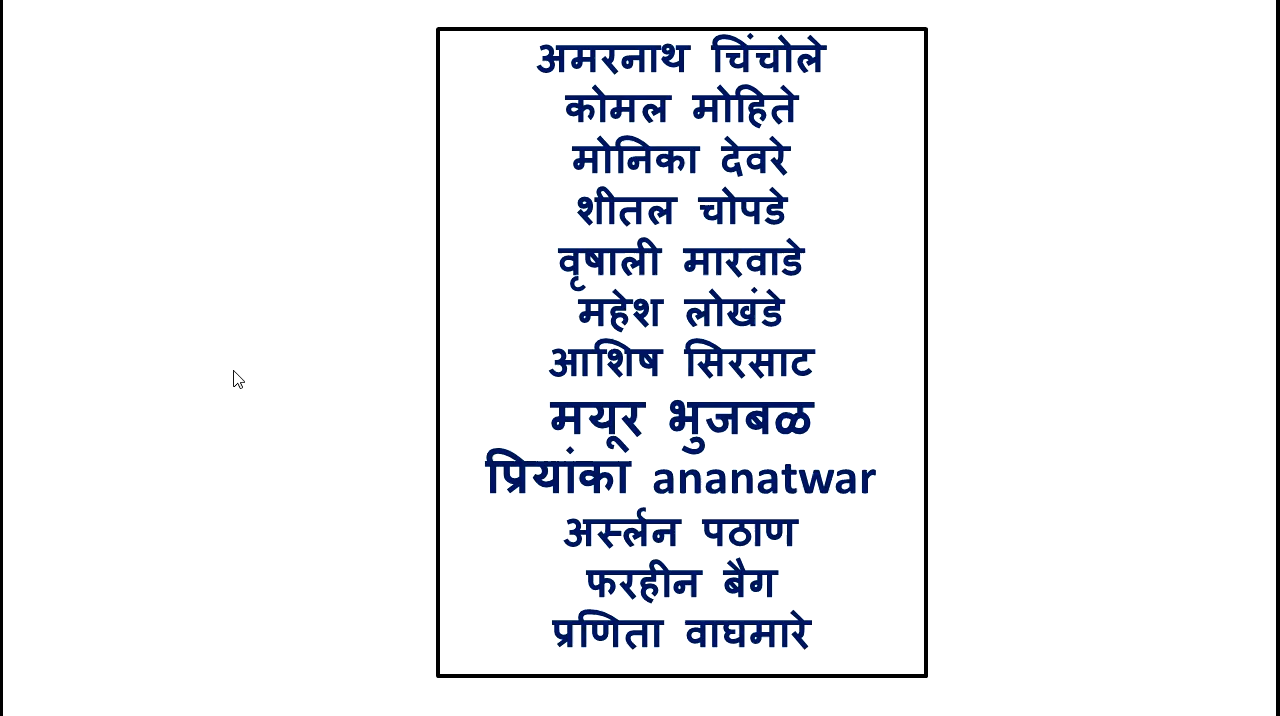 अमरनाथ चिंचोले
कोमल मोहिते
मोनिका देवरे
शीतल चोपडे
वृषाली मारवाडे
महेश लोखंडे
आशिष सिरसाट
मयूर भुजबळ
प्रियांका ananatwar
अर्स्लन पठाण
फरहीन बैग
प्रणिता वाघमारे